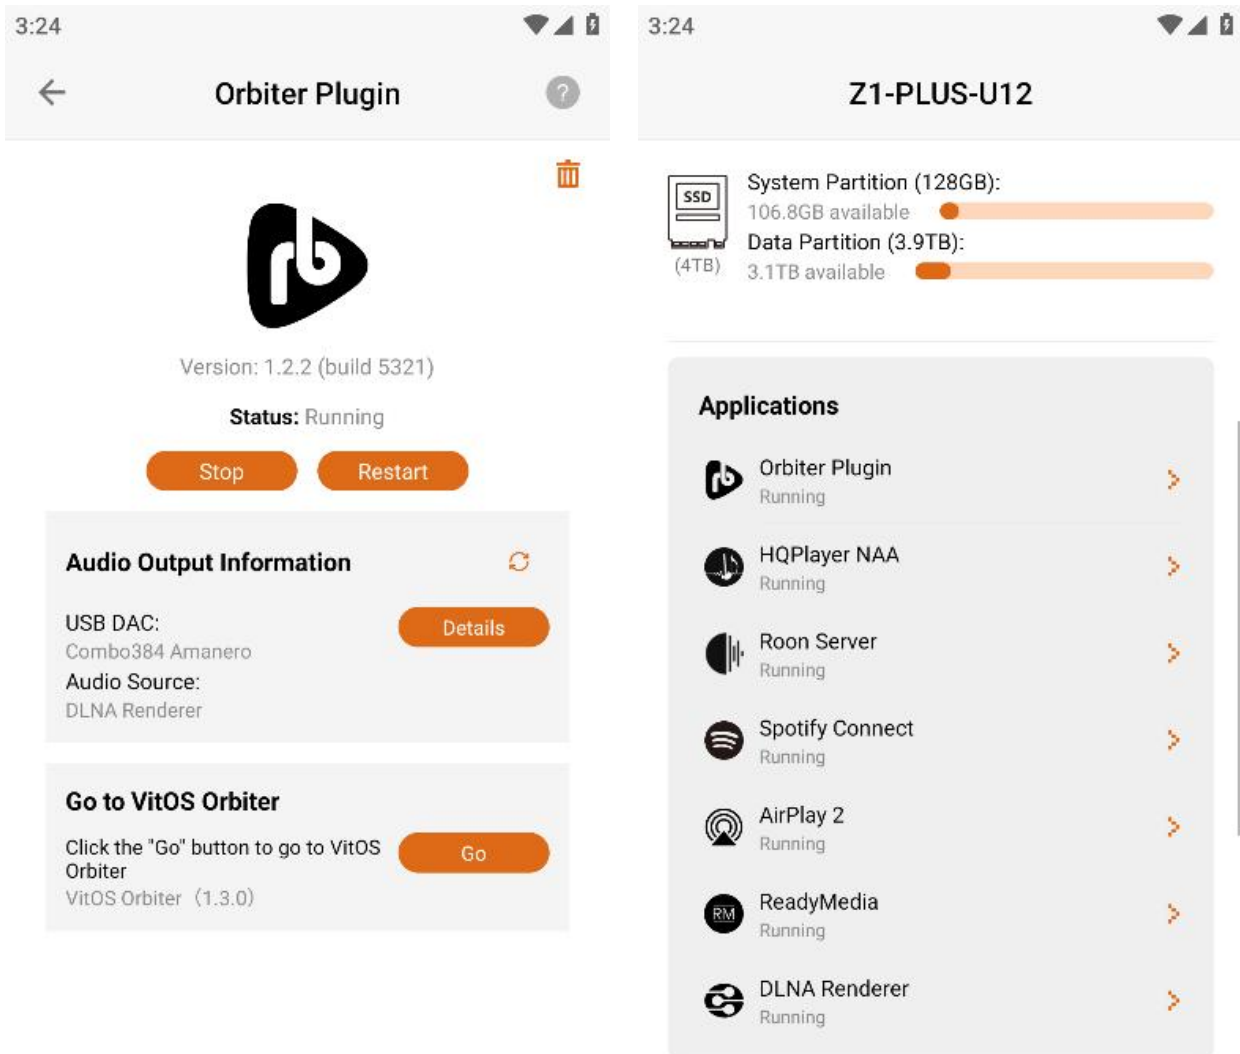 3:24
Orbiter Plugin
?
Version: 1.2.2 (build 5321)
Status: Running
Stop
Restart
Audio Output Information
USB DAC:
Combo384 Amanero
Details
Audio Source:
DLNA Renderer
Go to VitOS Orbiter
Click the "Go" button to go to VitOS
Orbiter
Go
VitOS Orbiter (1.3.0)
3:24
Z1-PLUS-U12
SSD
(4TB)
System Partition (128GB):
106.8GB available
Data Partition (3.9TB):
3.1TB available
Applications
Orbiter Plugin
Running
HQPlayer NAA
Running
Roon Server
Running
Spotify Connect
Running
AirPlay 2
Running
RM
ReadyMedia
Running
DLNA Renderer
Running